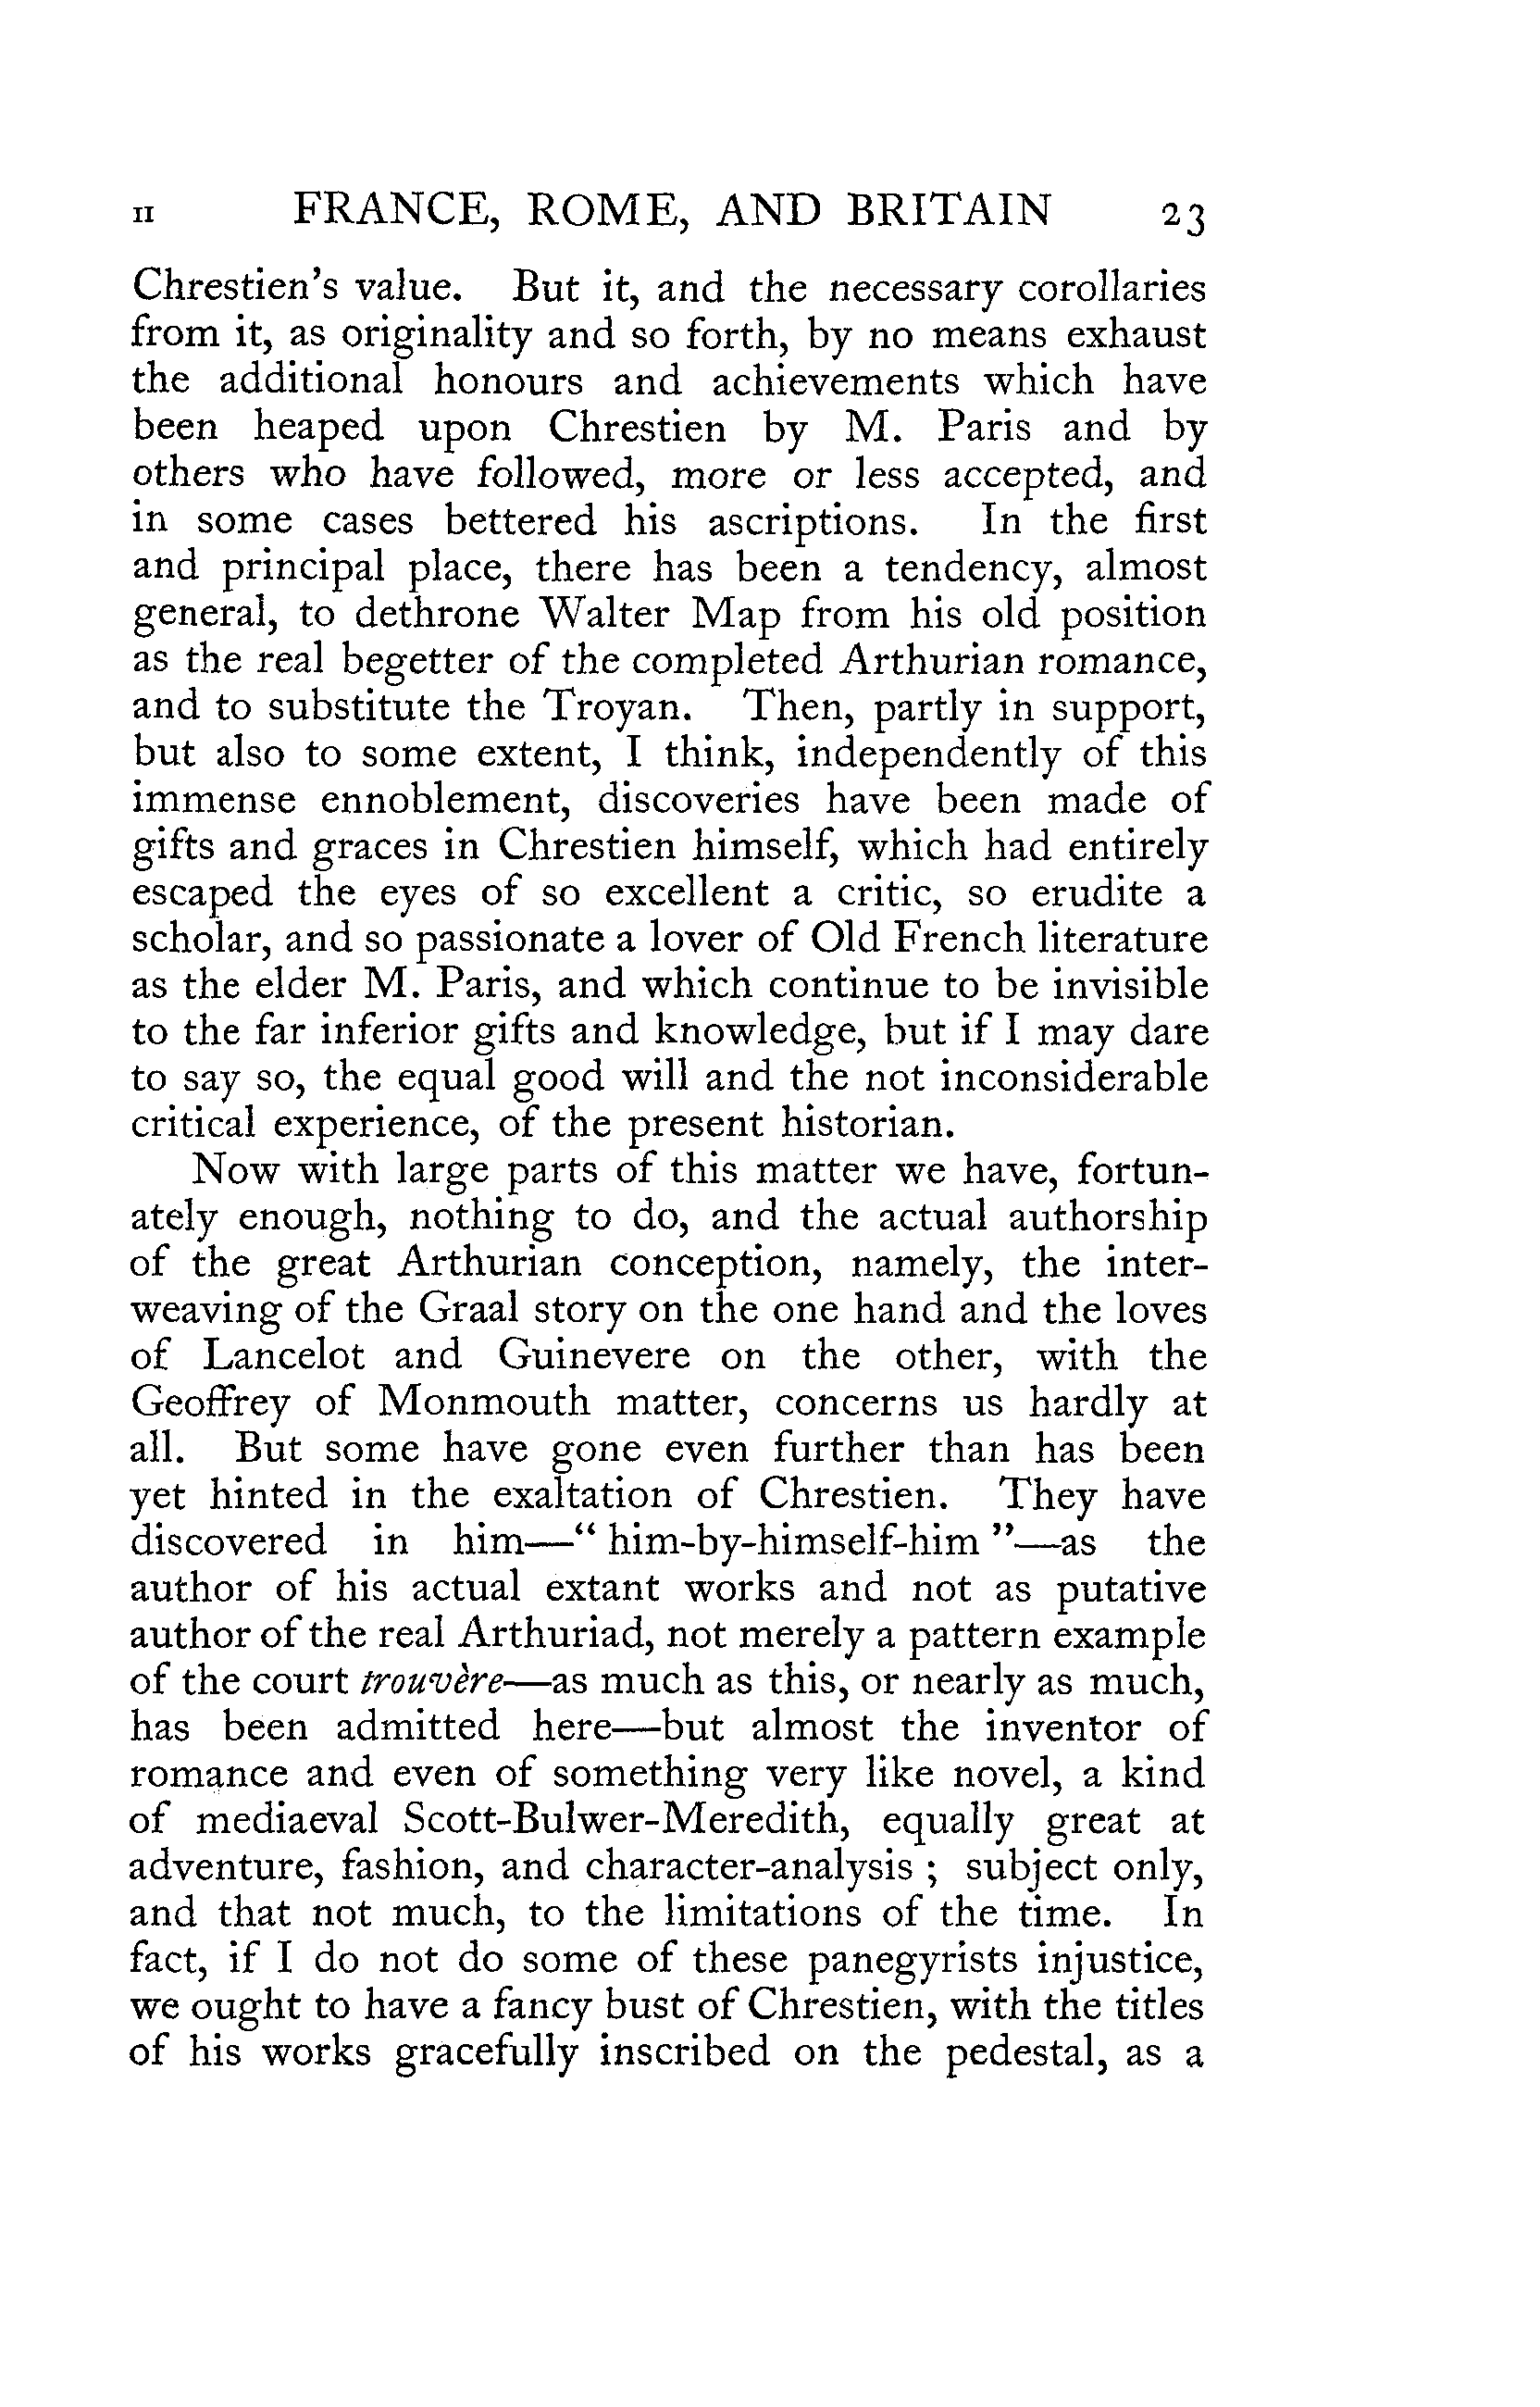 II FRANCE, ROME, AND BRITAIN 23
Chrestien's value. But it, and the necessary corollaries
from it, as originality and so forth, by no means exhaust
the additional honours and achievements which have
been heaped upon Chrestien by M. Paris and by
others who have followed, more or less accepted, and
in some cases bettered his ascriptions. In the first
and principal place, there has been a tendency, almost
general, to dethrone Walter Map from his old position
as the real begetter of the completed Arthurian romance,
and to substitute the Troyan. Then, partly in support,
but also to some extent, I think, independently of this
immense ennoblement, discoveries have been made of
gifts and graces in Chrestien himself, which had entirely
escaped the eyes of so excellent a critic, so erudite a
scholar, and so passionate a lover of Old French literature
as the elder M. Paris, and which continue to be invisible
to the far inferior gifts and knowledge, but if I may dare
to say so, the equal good will and the not inconsiderable
critical experience, of the present historian.
Now with large parts of this matter we have, fortun-
ately enough, nothing to do, and the actual authorship
of the great Arthurian conception, namely, the inter-
weaving of the Graal story on the one hand and the loves
of Lancelot and Guinevere on the other, with the
Geoffrey of Monmouth matter, concerns us hardly at
all. But some have gone even further than has been
yet hinted in the exaltation of Chrestien. They have
discovered in him—“ him-by-himself-him ”—as the
author of his actual extant works and not as putative
author of the real Arthuriad, not merely a pattern example
of the court trouvère—as much as this, or nearly as much,
has been admitted here—but almost the inventor of
romance and even of something very like novel, a kind
of mediaeval Scott-Bulwer-Meredith, equally great at
adventure, fashion, and character-analysis ; subject only,
and that not much, to the limitations of the time. In
fact, if I do not do some of these panegyrists injustice,
we ought to have a fancy bust of Chrestien, with the titles
of his works gracefully inscribed on the pedestal, as a